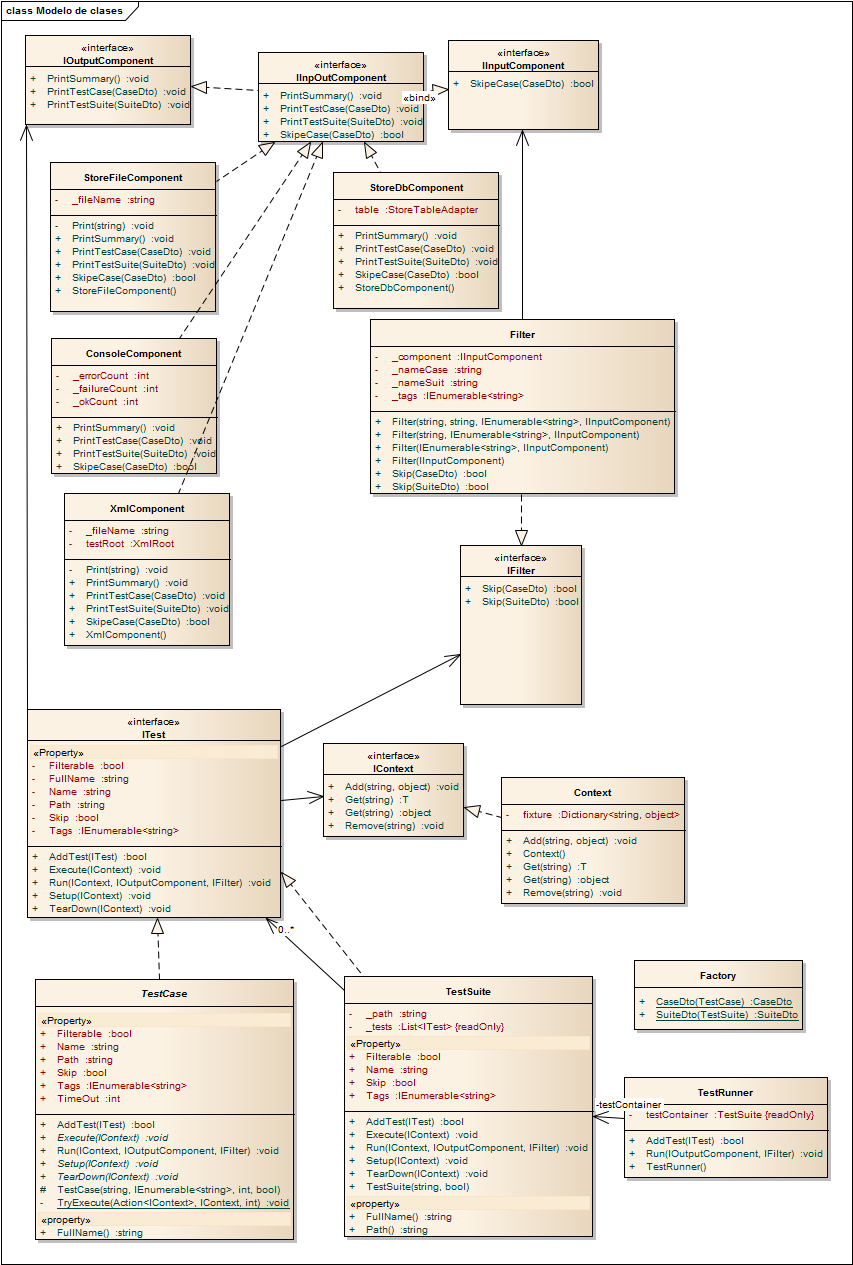 class Modelo de clases
«interface»
IOutputComponent
+ PrintSummary() :void
+ PrintTestCase(CaseDto) :void
+ PrintTestSuite(SuiteDto) :void
«interface»
IInpOutComponent
+ PrintSummary() :void
+ PrintTestCase(CaseDto) :void
+ PrintTestSuite(SuiteDto) :void
+ SkipeCase(CaseDto) :bool
«bind»
«interface»
IInputComponent
+ SkipeCase(CaseDto) :bool
StoreFileComponent
- _fileName :string
- Print(string) :void
+ PrintSummary() :void
+ PrintTestCase(CaseDto) :void
+ PrintTestSuite(SuiteDto) :void
+ SkipeCase(CaseDto) :bool
+ StoreFileComponent()
StoreDbComponent
- table :StoreTableAdapter
+ PrintSummary() :void
+ PrintTestCase(CaseDto) :void
+ PrintTestSuite(SuiteDto) :void
+ SkipeCase(CaseDto) :bool
+ StoreDbComponent()
ConsoleComponent
- _errorCount :int
- _failureCount :int
- _okCount :int
+ PrintSummary() :void
+ PrintTestCase(CaseDto) :void
+ PrintTestSuite(SuiteDto) :void
+ SkipeCase(CaseDto) :bool
Filter
- _component :IInputComponent
- _nameCase :string
- _nameSuit :string
- _tags :IEnumerable<string>
+ Filter(string, string, IEnumerable<string>, IInputComponent)
+ Filter(string, IEnumerable<string>, IInputComponent)
+ Filter(IEnumerable<string>, IInputComponent)
+ Filter(IInputComponent)
+ Skip(CaseDto) :bool
+ Skip(SuiteDto) :bool
XmlComponent
- _fileName :string
- testRoot :XmlRoot
- Print(string) :void
+ PrintSummary() :void
+ PrintTestCase(CaseDto) :void
+ PrintTestSuite(SuiteDto) :void
+ SkipeCase(CaseDto) :bool
+ XmlComponent()
«interface»
IFilter
+ Skip(CaseDto) :bool
+ Skip(SuiteDto) :bool
«interface»
ITest
«Property»
- Filterable :bool
- FullName :string
- Name :string
- Path :string
- Skip :bool
- Tags :IEnumerable<string>
+ AddTest(ITest) :bool
+ Execute(IContext) :void
+ Run(IContext, IOutputComponent, IFilter) :void
+ Setup(IContext) :void
+ TearDown(IContext) :void
«interface»
IContext
+ Add(string, object) :void
+ Get(string) :T
+ Get(string) :object
+ Remove(string) :void
Context
- fixture :Dictionary<string, object>
+ Add(string, object) :void
+ Context()
+ Get(string) :T
+ Get(string) :object
+ Remove(string) :void
0..*
TestCase
«Property»
+ Filterable :bool
+ Name :string
+ Path :string
+ Skip :bool
+ Tags :IEnumerable<string>
+ TimeOut :int
+ AddTest(ITest) :bool
+ Execute(IContext) :void
+ Run(IContext, IOutputComponent, IFilter) :void
+ Setup(IContext) :void
+ TearDown(IContext) :void
# TestCase(string, IEnumerable<string>, int, bool)
- TryExecute(Action<IContext>, IContext, int) :void
«property»
+ FullName() :string
TestSuite
- _path :string
- _tests :List<ITest> {readOnly}
«Property»
+ Filterable :bool
+ Name :string
+ Skip :bool
+ Tags :IEnumerable<string>
+ AddTest(ITest) :bool
+ Execute(IContext) :void
+ Run(IContext, IOutputComponent, IFilter) :void
+ Setup(IContext) :void
+ TearDown(IContext) :void
+ TestSuite(string, bool)
«property»
+ FullName() :string
+ Path() :string
Factory
+ CaseDto(TestCase) :CaseDto
+ SuiteDto(TestSuite) :SuiteDto
-testContainer
TestRunner
- testContainer :TestSuite {readOnly}
+ AddTest(ITest) :bool
+ Run(IOutputComponent, IFilter) :void
+ TestRunner()